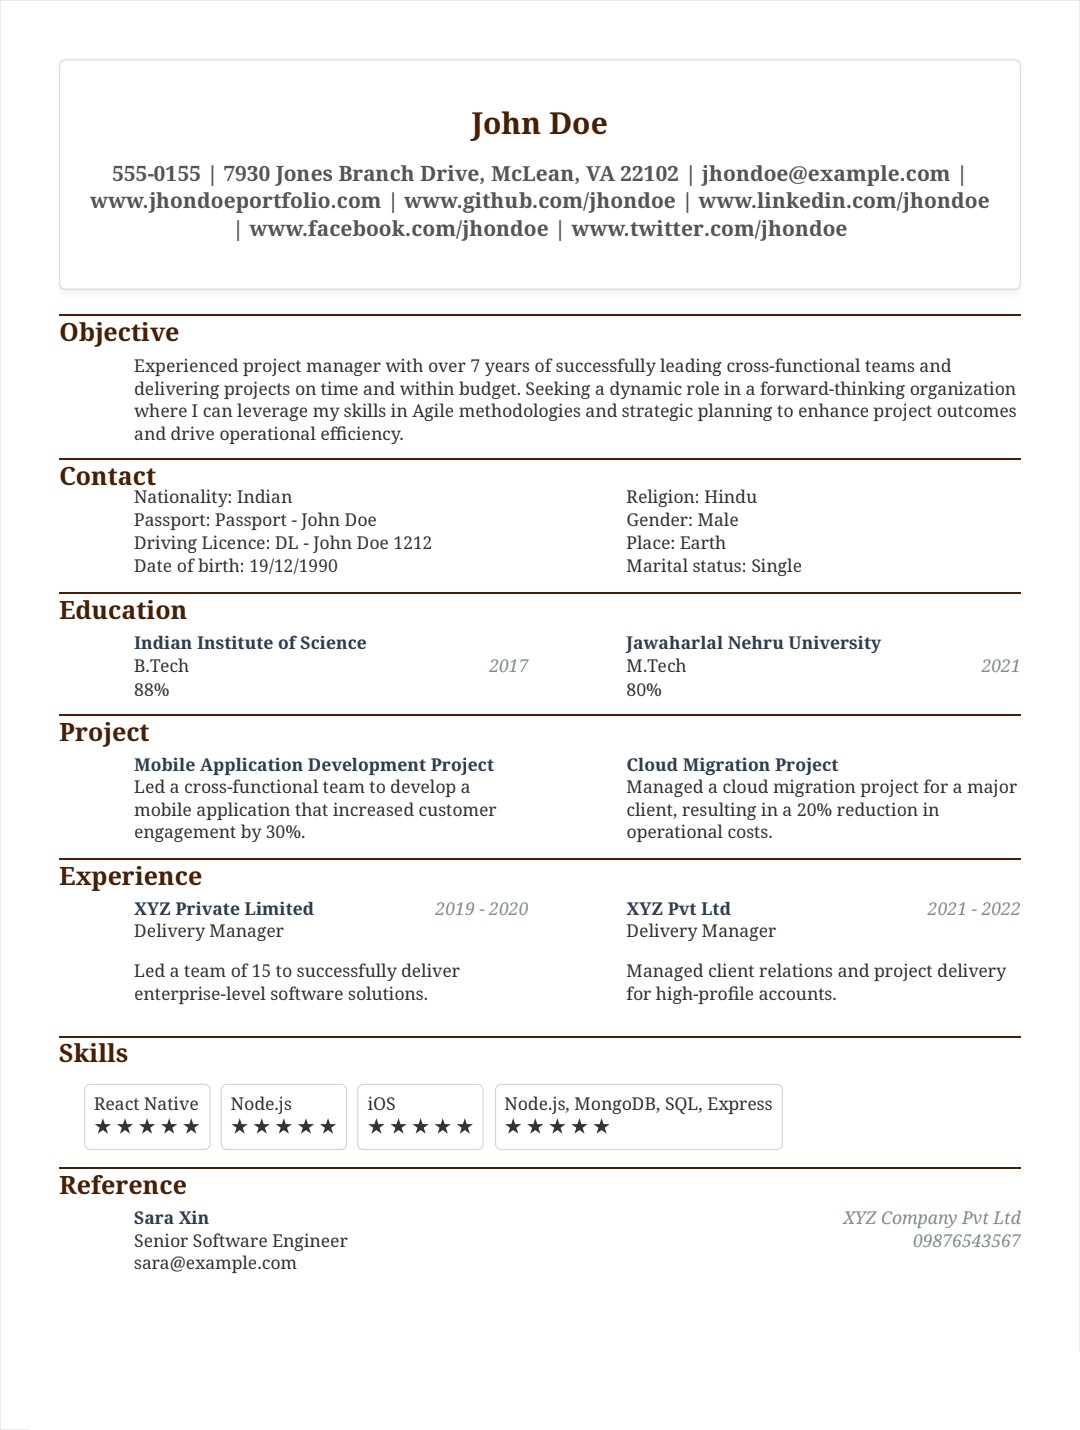 John Doe
555-0155 | 7930 Jones Branch Drive, McLean, VA 22102 | jhondoe@example.com |
www.jhondoeportfolio.com | www.github.com/jhondoe | www.linkedin.com/jhondoe
| www.facebook.com/jhondoe | www.twitter.com/jhondoe
Objective
Experienced project manager with over 7 years of successfully leading cross-functional teams and
delivering projects on time and within budget. Seeking a dynamic role in a forward-thinking organization
where I can leverage my skills in Agile methodologies and strategic planning to enhance project outcomes
and drive operational efficiency.
Contact
Nationality: Indian
Passport: Passport - John Doe
Driving Licence: DL - John Doe 1212
Date of birth: 19/12/1990
Religion: Hindu
Gender: Male
Place: Earth
Marital status: Single
Education
Indian Institute of Science
B.Tech 2017
88%
Jawaharlal Nehru University
M.Tech 2021
80%
Project
Mobile Application Development Project
Led a cross-functional team to develop a
mobile application that increased customer
engagement by 30%.
Cloud Migration Project
Managed a cloud migration project for a major
client, resulting in a 20% reduction in
operational costs.
Experience
XYZ Private Limited 2019 - 2020
Delivery Manager
Led a team of 15 to successfully deliver
enterprise-level software solutions.
XYZ Pvt Ltd 2021 - 2022
Delivery Manager
Managed client relations and project delivery
for high-profile accounts.
Skills
React Native
★ ★ ★ ★ ★
Node.js
★ ★ ★ ★ ★
iOS
★ ★ ★ ★ ★
Node.js, MongoDB, SQL, Express
★ ★ ★ ★ ★
Reference
Sara Xin XYZ Company Pvt Ltd
Senior Software Engineer 09876543567
sara@example.com